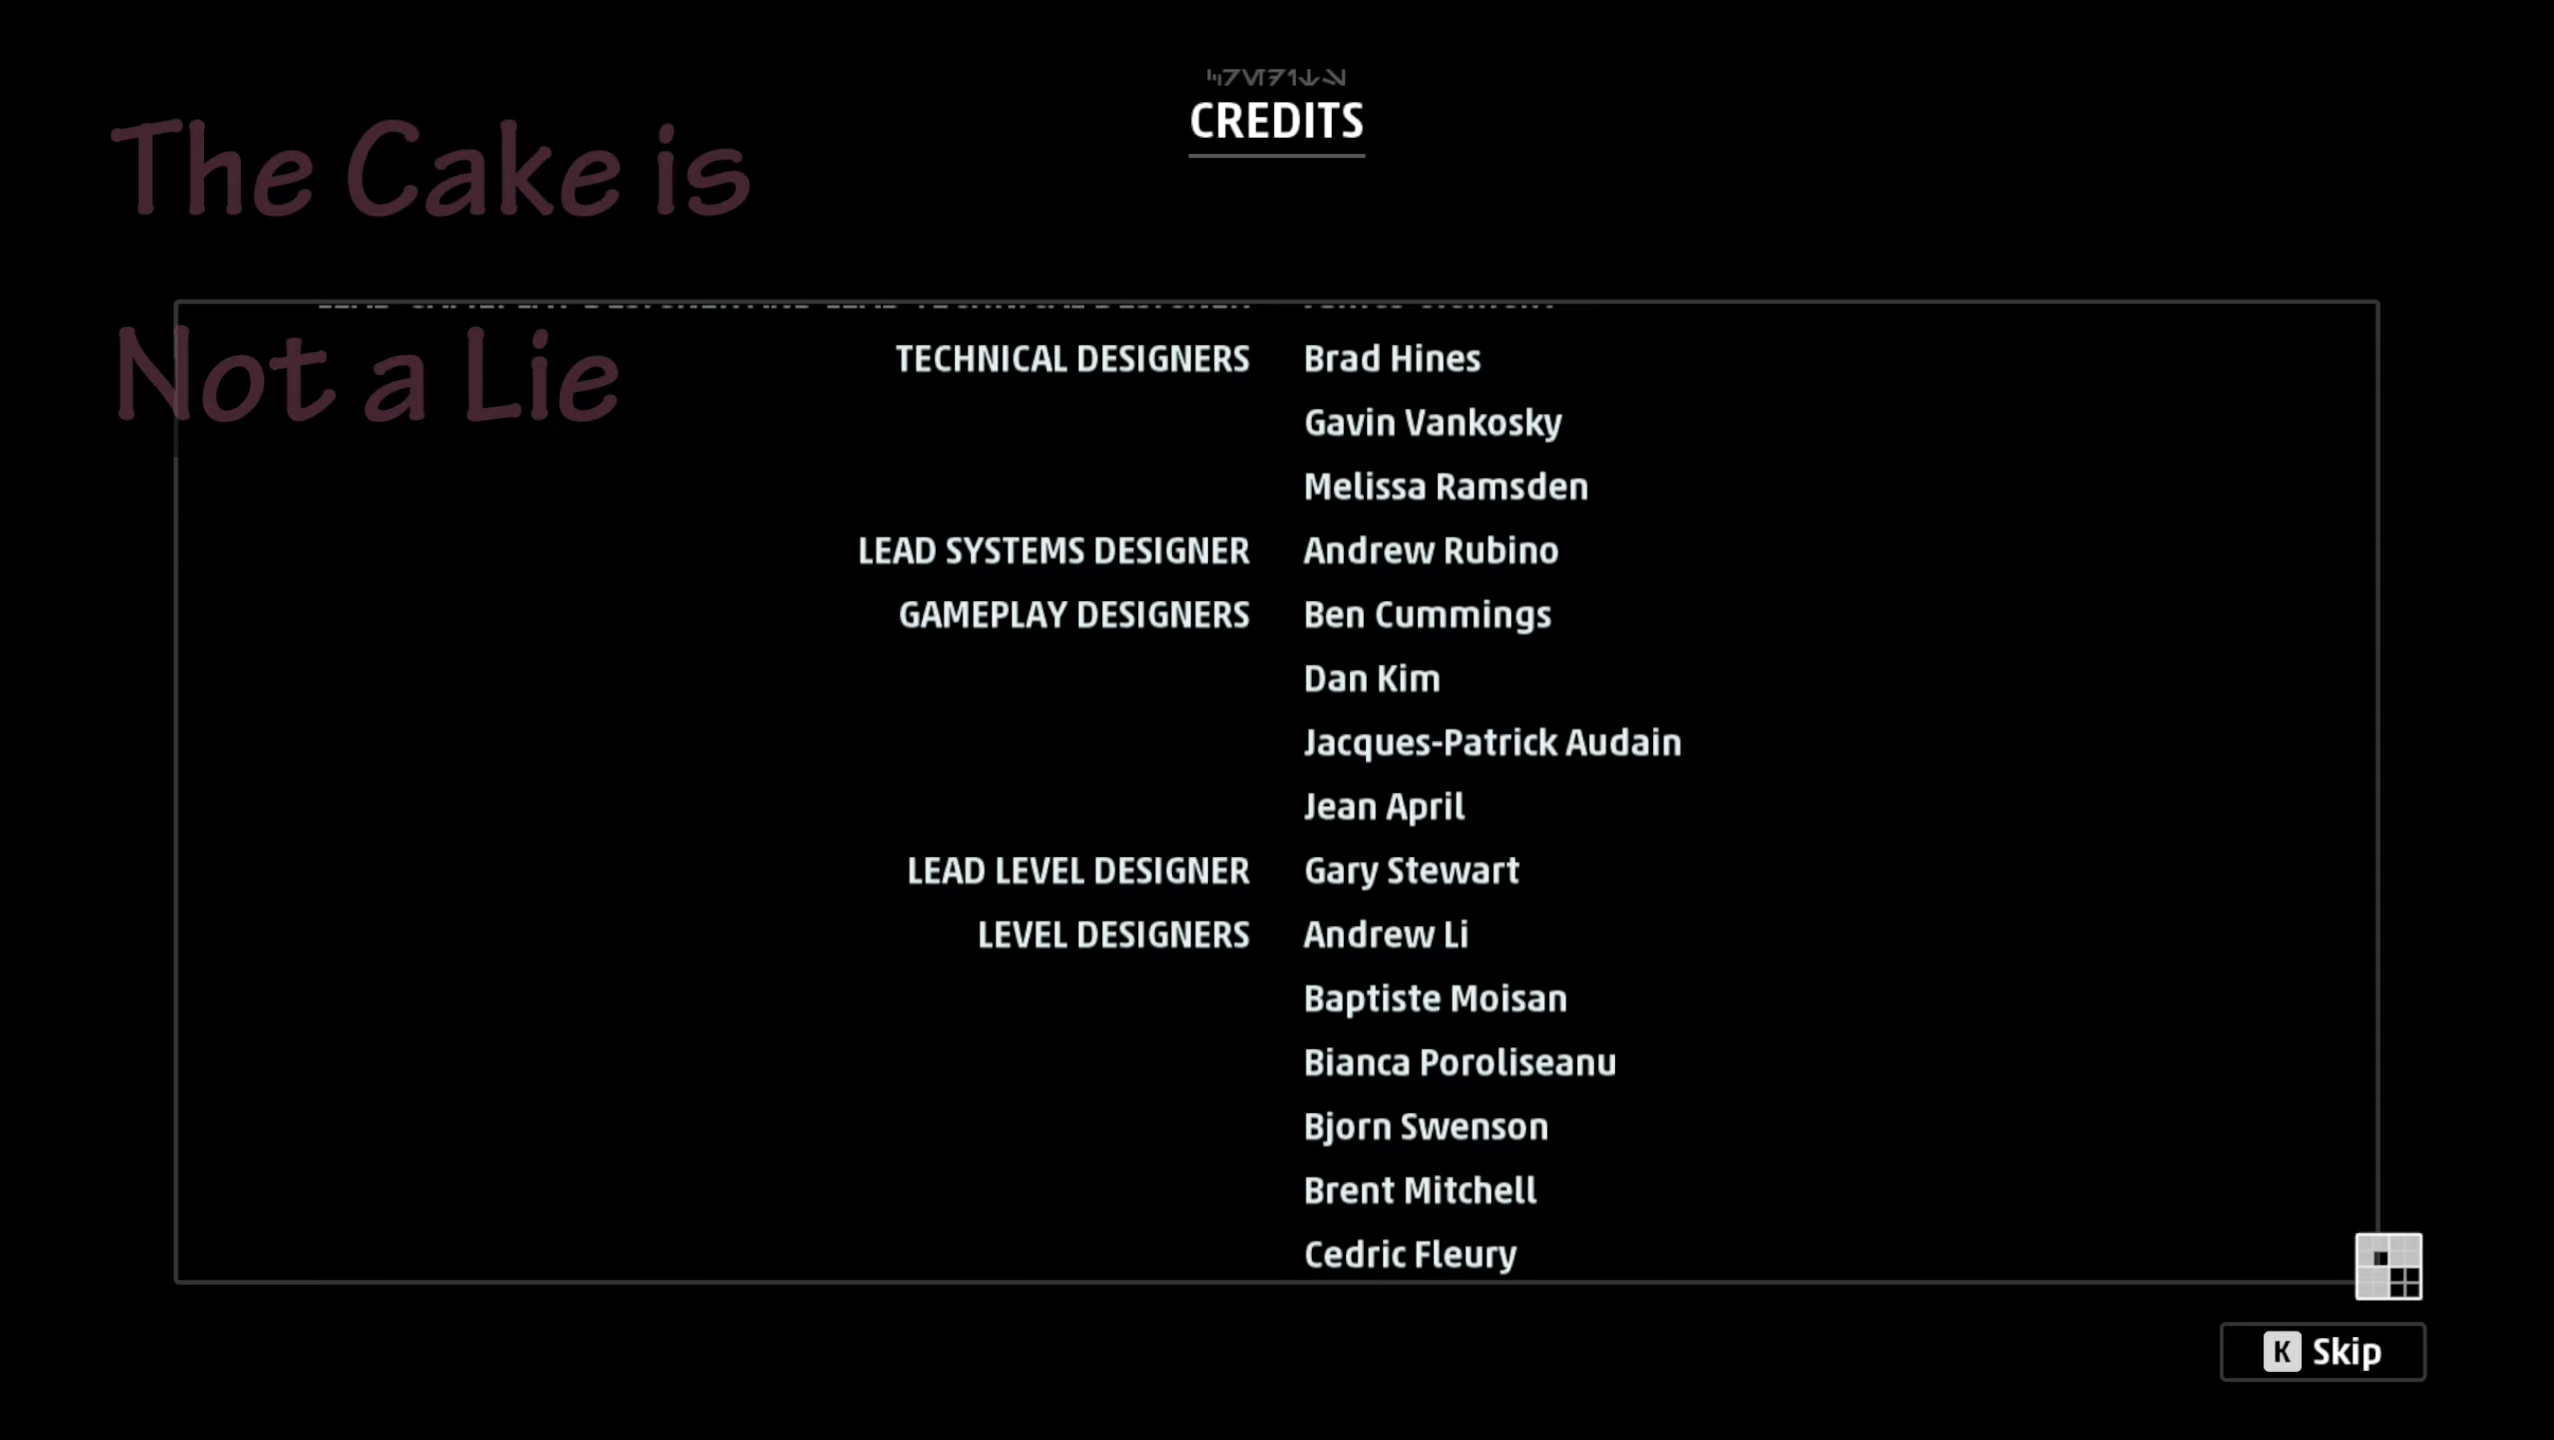 CREDITS
The Cake is
Not a Lie
TECHNICAL DESIGNERS Brad Hines
Gavin Vankosky
Melissa Ramsden
LEAD SYSTEMS DESIGNER Andrew Rubino
GAMEPLAY DESIGNERS Ben Cummings
Dan Kim
Jacques-Patrick Audain
Jean April
LEAD LEVEL DESIGNER Gary Stewart
LEVEL DESIGNERS Andrew Li
Baptiste Moisan
Bianca Poroliseanu
Bjorn Swenson
Brent Mitchell
Cedric Fleury
K Skip